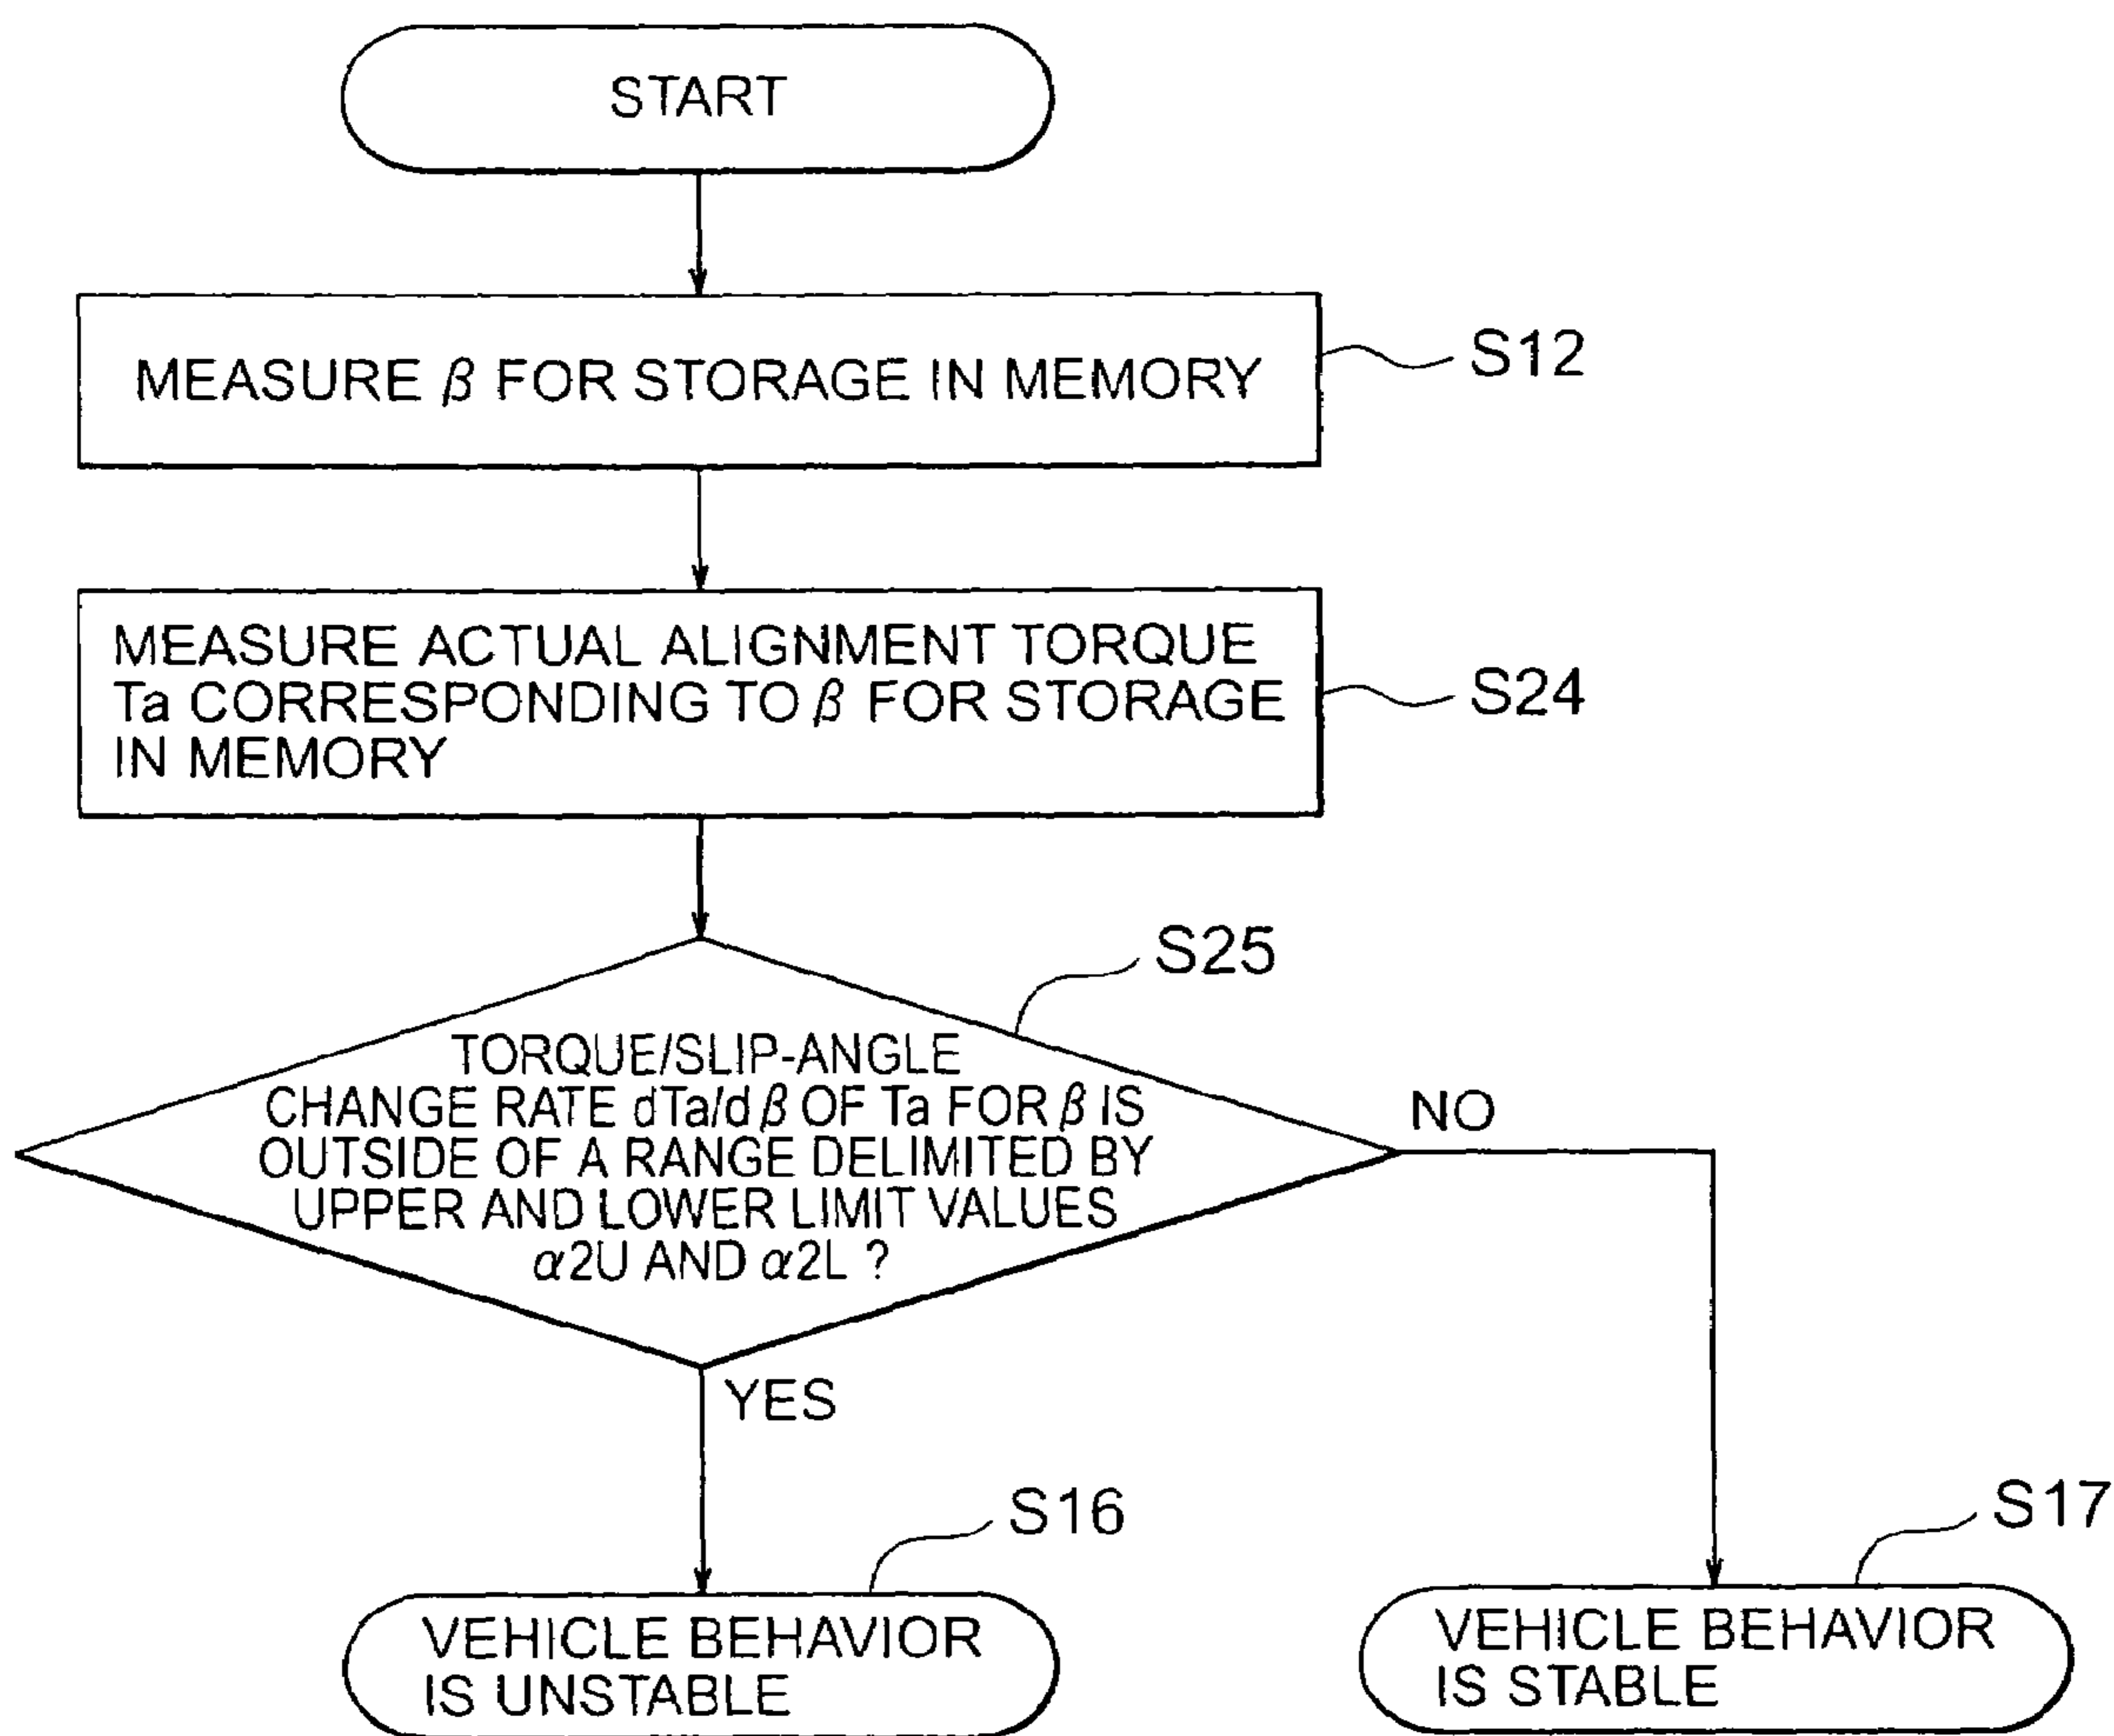 START
MEASURE β FOR STORAGE IN MEMORY
S12
MEASURE ACTUAL ALIGNMENT TORQUE
Ta CORRESPONDING TO β FOR STORAGE
IN MEMORY
S24
S25
TORQUE/SLIP-ANGLE
CHANGE RATE dTa/dβ OF Ta FOR β IS
OUTSIDE OF A RANGE DELIMITED BY
UPPER AND LOWER LIMIT VALUES
α2U AND α2L ?
NO
YES
S16
VEHICLE BEHAVIOR
IS UNSTABLE
S17
VEHICLE BEHAVIOR
IS STABLE